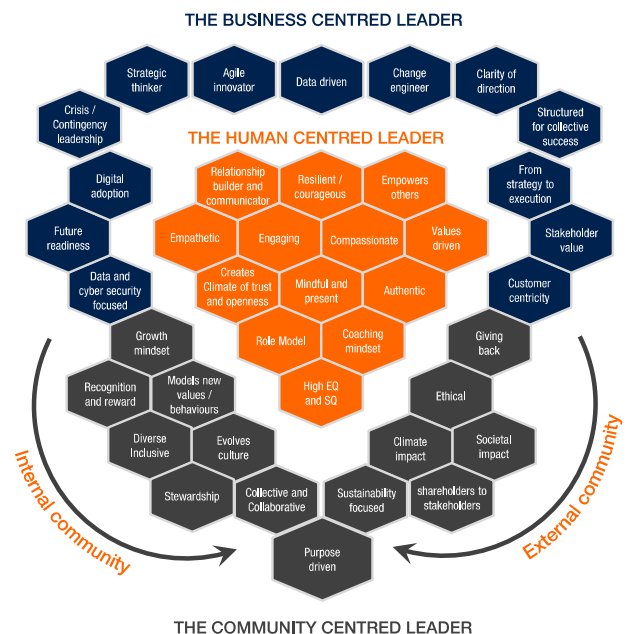 THE BUSINESS CENTRED LEADER
Strategic
thinker
Agile
innovator
Data driven
Change
engineer
Clarity of
direction
Crisis /
Contingency
leadership
Structured
for collective
success
THE HUMAN CENTRED LEADER
Digital
adoption
Relationship
builder and
communicator
Resilient /
courageous
Empowers
others
From
strategy to
execution
Future
readiness
Empathetic
Engaging
Compassionate
Values
driven
Stakeholder
value
Data and
cyber security
focused
Creates
Climate of trust
and openness
Mindful and
present
Authentic
Customer
centricity
Growth
mindset
Role Model
Coaching
mindset
Giving
back
Recognition
and reward
Models new
values /
behaviours
High EQ
and SQ
Ethical
Diverse
Inclusive
Evolves
culture
Climate
impact
Societal
impact
Stewardship
Collective and
Collaborative
Sustainability
focused
shareholders to
stakeholders
Internal community
External community
Purpose
driven
THE COMMUNITY CENTRED LEADER